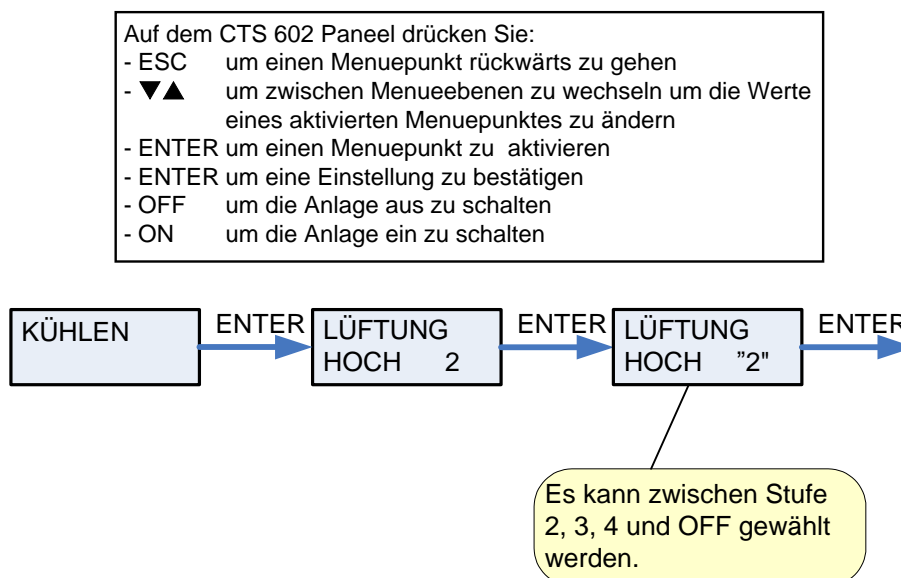 Auf dem CTS 602 Paneel drücken Sie:
- ESC um einen Menuepunkt rückwärts zu gehen
- ▼▲ um zwischen Menueebenen zu wechseln um die Werte
eines aktivierten Menuepunktes zu ändern
- ENTER um einen Menuepunkt zu aktivieren
- ENTER um eine Einstellung zu bestätigen
- OFF um die Anlage aus zu schalten
- ON um die Anlage ein zu schalten
KÜHLEN
ENTER
LÜFTUNG
HOCH 2
ENTER
LÜFTUNG
HOCH ”2"
ENTER
Es kann zwischen Stufe
2, 3, 4 und OFF gewählt
werden.